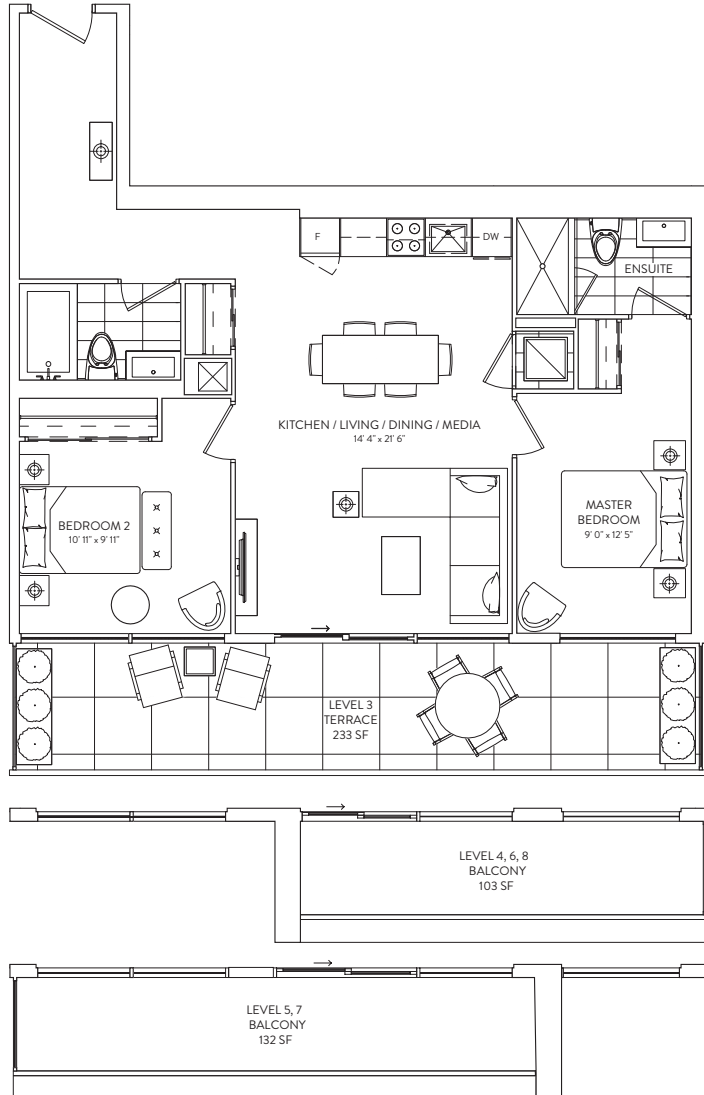 F
DW
ENSUITE
KITCHEN / LIVING / DINING / MEDIA
14' 4" x 21' 6"
BEDROOM 2
10' 11" x 9' 11"
MASTER
BEDROOM
9' 0" x 12' 5"
LEVEL 3
TERRACE
233 SF
LEVEL 4, 6, 8
BALCONY
103 SF
LEVEL 5, 7
BALCONY
132 SF